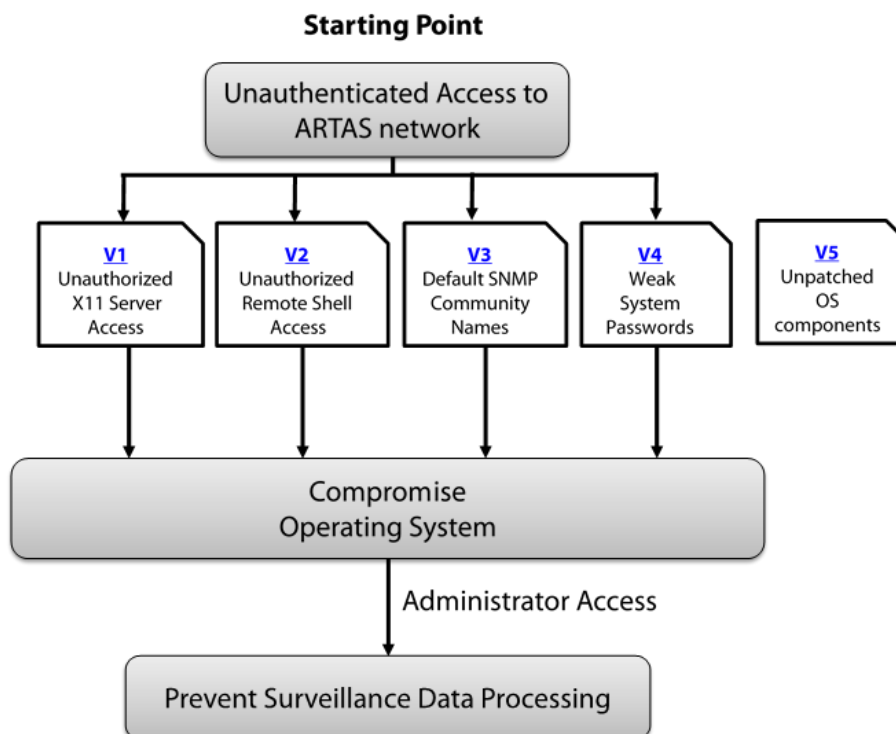 Starting Point
Unauthenticated Access to
ARTAS network
V1
Unauthorized
X11 Server
Access
V2
Unauthorized
Remote Shell
Access
V3
Default SNMP
Community
Names
V4
Weak
System
Passwords
V5
Unpatched
OS
components
Compromise
Operating System
Administrator Access
Prevent Surveillance Data Processing